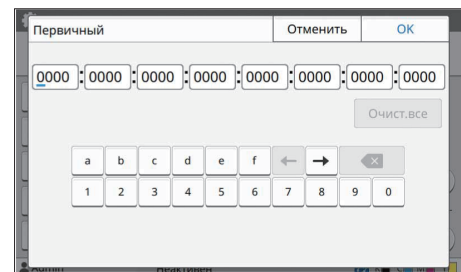 Первичный Отменить OK
0000 : 0000 : 0000 : 0000 : 0000 : 0000 : 0000 : 0000
Очист.все
a b c d e f ← →
1 2 3 4 5 6 7 8 9 0
Admin Неактивен